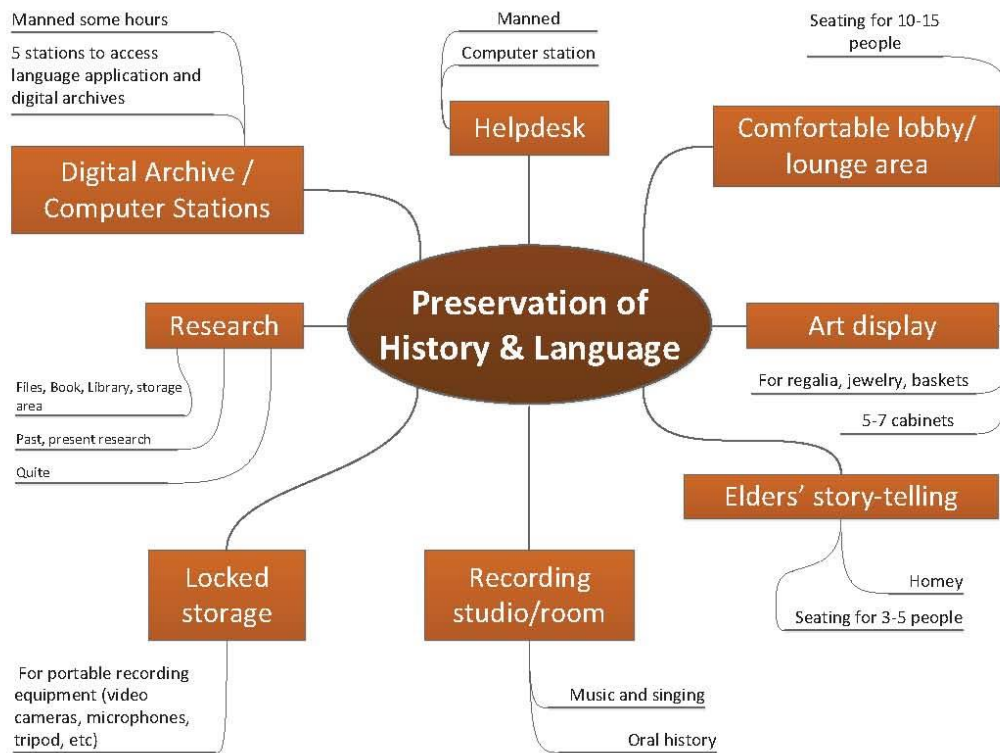 Manned some hours
5 stations to access
language application and
digital archives
Digital Archive /
Computer Stations
Manned
Computer station
Helpdesk
Seating for 10-15
people
Comfortable lobby/
lounge area
Preservation of
History & Language
Research
Files, Book, Library, storage
area
Past, present research
Quite
Art display
For regalia, jewelry, baskets
5-7 cabinets
Elders' story-telling
Homey
Seating for 3-5 people
Locked
storage
For portable recording
equipment (video
cameras, microphones,
tripod, etc)
Recording
studio/room
Music and singing
Oral history